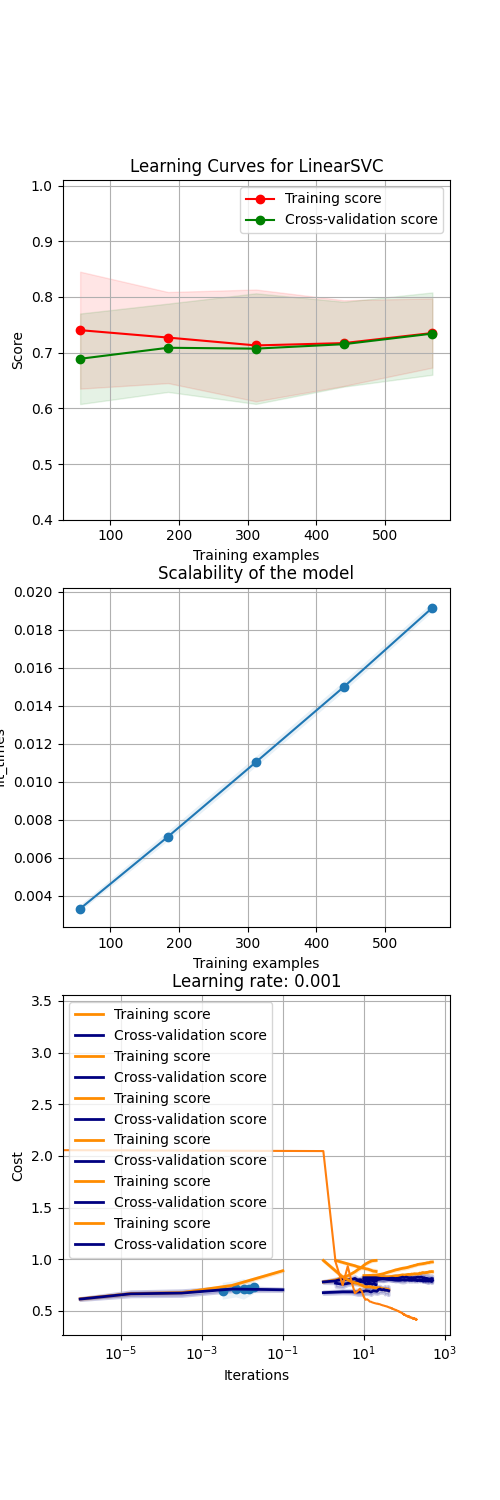 Learning Curves for LinearSVC
1.0
0.9
0.8
0.7
0.6
0.5
0.4
Score
Training score
Cross-validation score
100
200
300
400
500
Training examples
Scalability of the model
0.020
0.018
0.016
0.014
0.012
0.010
0.008
0.006
0.004
100
200
300
400
500
Training examples
Learning rate: 0.001
3.5
3.0
2.5
2.0
1.5
1.0
0.5
Cost
Training score
Cross-validation score
Training score
Cross-validation score
Training score
Cross-validation score
Training score
Cross-validation score
Training score
Cross-validation score
Training score
Cross-validation score
10⁻⁵
10⁻³
10⁻¹
10¹
10³
Iterations